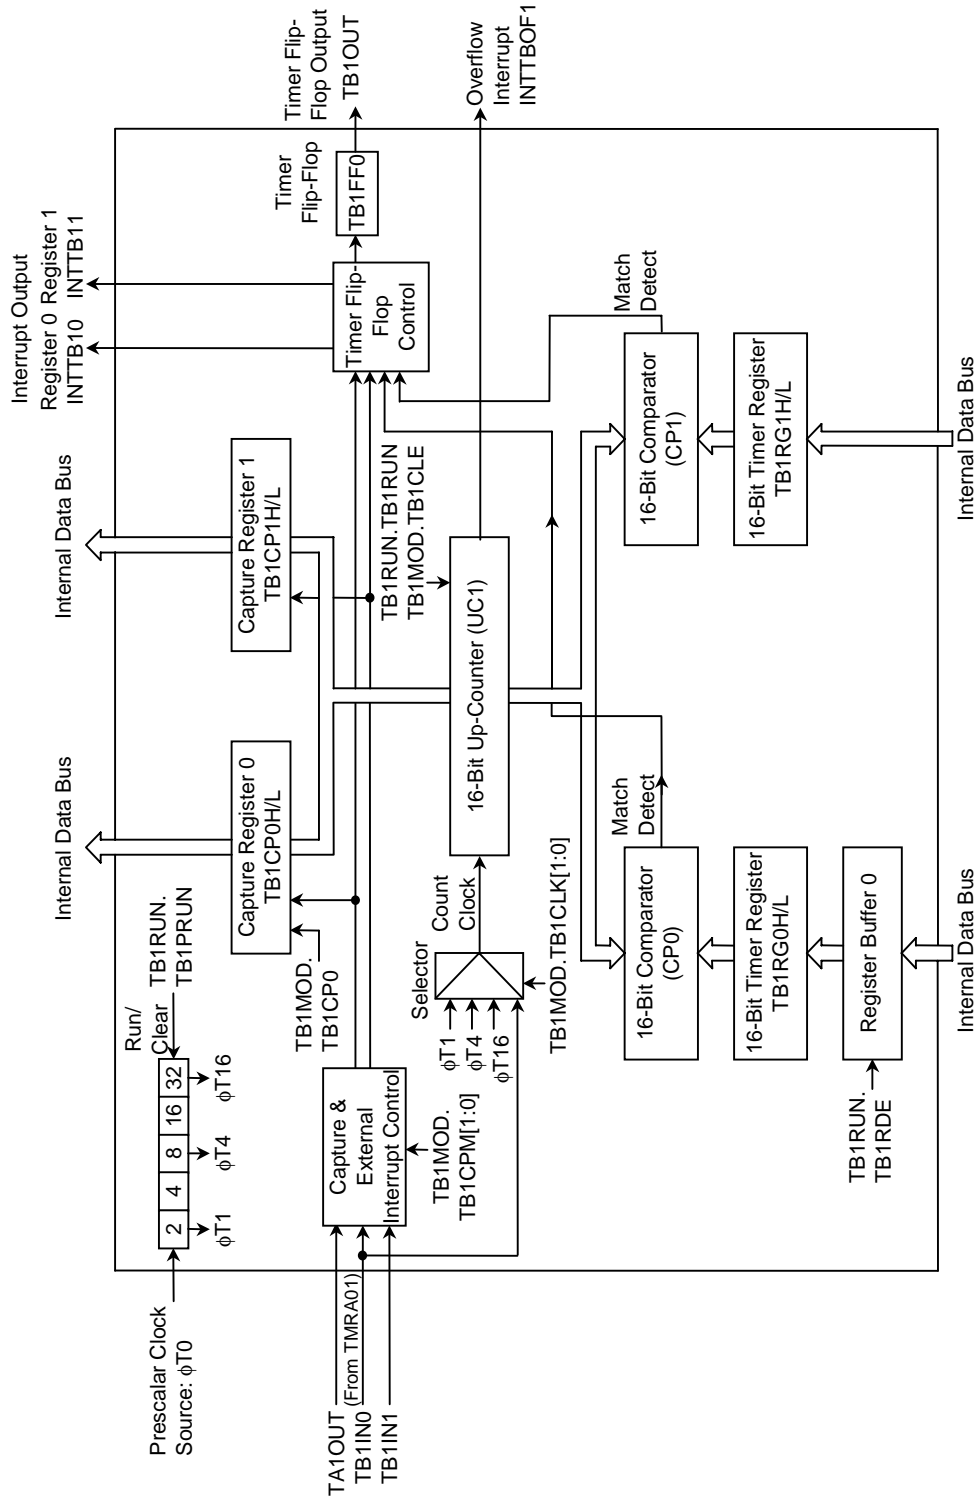 Prescalar Clock
Source: φT0
2
4
8
16
32
φT1
φT4
φT16
Run/
Clear
TB1RUN.
TB1PRUN
Internal Data Bus
Internal Data Bus
Interrupt Output
Register 0 Register 1
INTTB10 INTTB11
TA1OUT
(From TMRA01)
TB1IN0
TB1IN1
Capture &
External
Interrupt Control
TB1MOD.
TB1CPM[1:0]
TB1MOD.
TB1CP0
Capture Register 0
TB1CP0H/L
Capture Register 1
TB1CP1H/L
Timer Flip-
Flop
Control
Timer
Flip-Flop
TB1FF0
Timer Flip-
Flop Output
TB1OUT
TB1RUN.TB1RUN
TB1MOD.TB1CLE
Selector
φT1
φT4
φT16
Count
Clock
TB1MOD.TB1CLK[1:0]
16-Bit Up-Counter (UC1)
Overflow
Interrupt
INTTBOF1
Match
Detect
Match
Detect
16-Bit Comparator
(CP0)
16-Bit Comparator
(CP1)
16-Bit Timer Register
TB1RG0H/L
16-Bit Timer Register
TB1RG1H/L
Register Buffer 0
TB1RUN.
TB1RDE
Internal Data Bus
Internal Data Bus